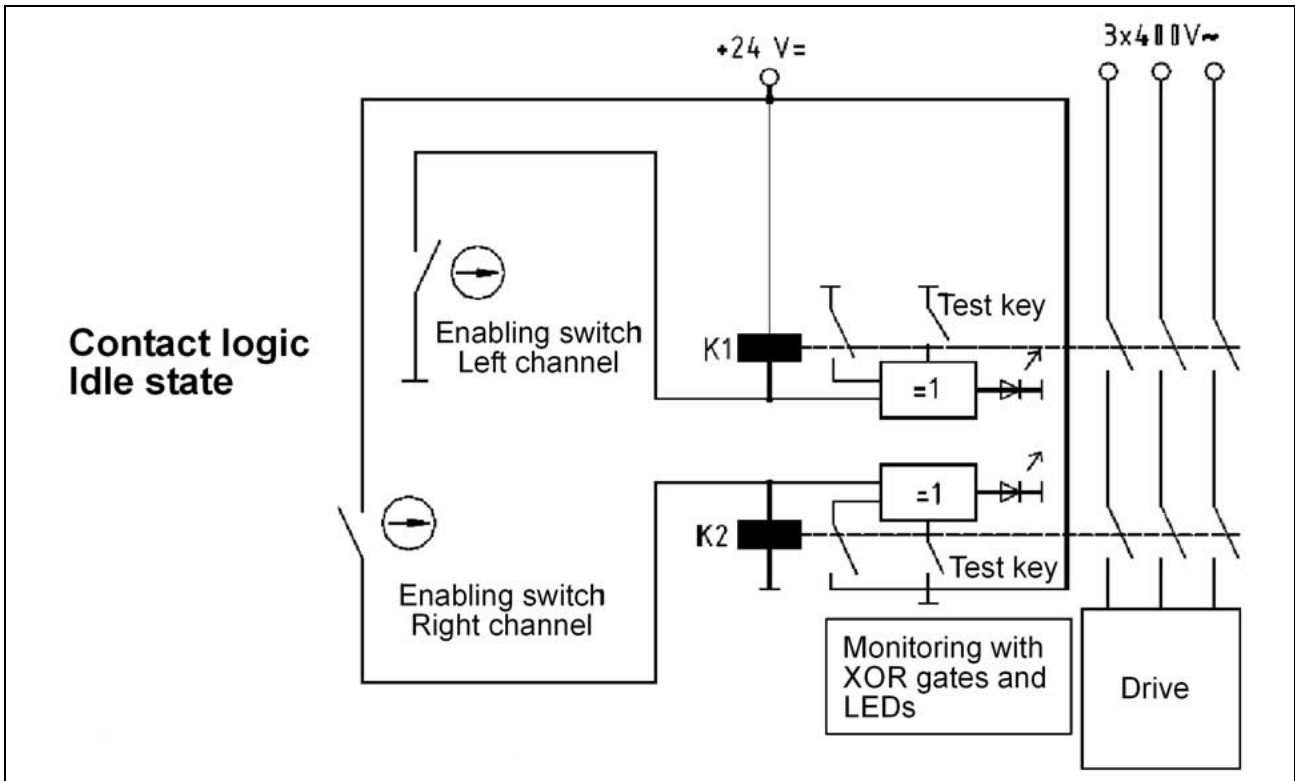 +24 V=
3x400V~
Enabling switch
Left channel
Contact logic
Idle state
Test key
K1
=1
=1
K2
Test key
Enabling switch
Right channel
Monitoring with
XOR gates and
LEDs
Drive